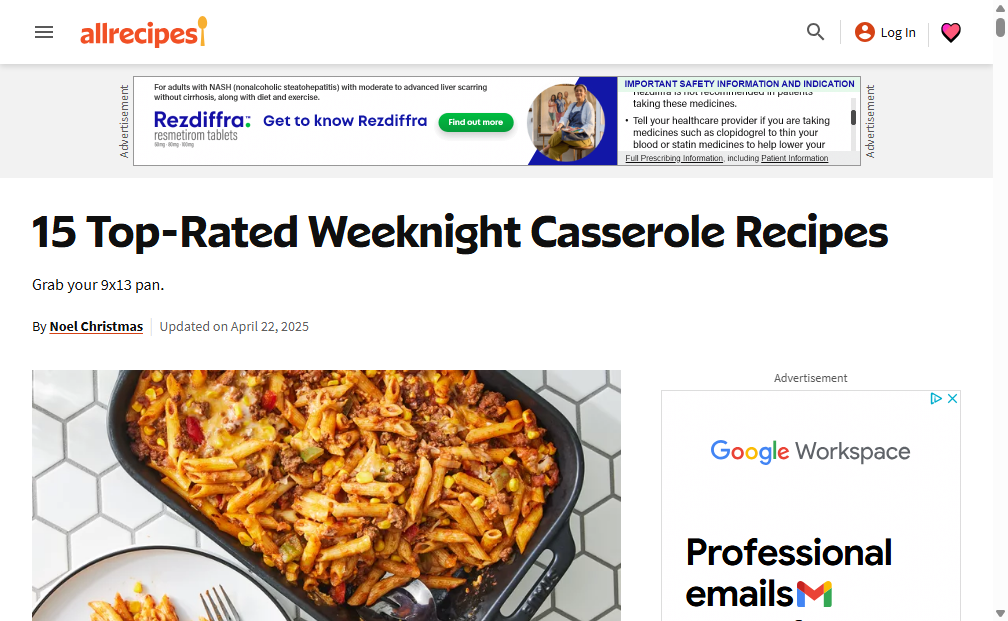 allrecipes
Log In
Advertisement
For adults with NASH (nonalcoholic steatohepatitis) with moderate to advanced liver scarring
without cirrhosis, along with diet and exercise.
Rezdiffra
resmetirom tablets
60mg · 80mg · 100mg
Get to know Rezdiffra
Find out more
IMPORTANT SAFETY INFORMATION AND INDICATION
Rezdiffra is not recommended in patients
taking these medicines.
• Tell your healthcare provider if you are taking
medicines such as clopidogrel to thin your
blood or statin medicines to help lower your
Full Prescribing Information, including Patient Information
Advertisement
15 Top-Rated Weeknight Casserole Recipes
Grab your 9x13 pan.
By Noel Christmas
Updated on April 22, 2025
Advertisement
Google Workspace
Professional
emails